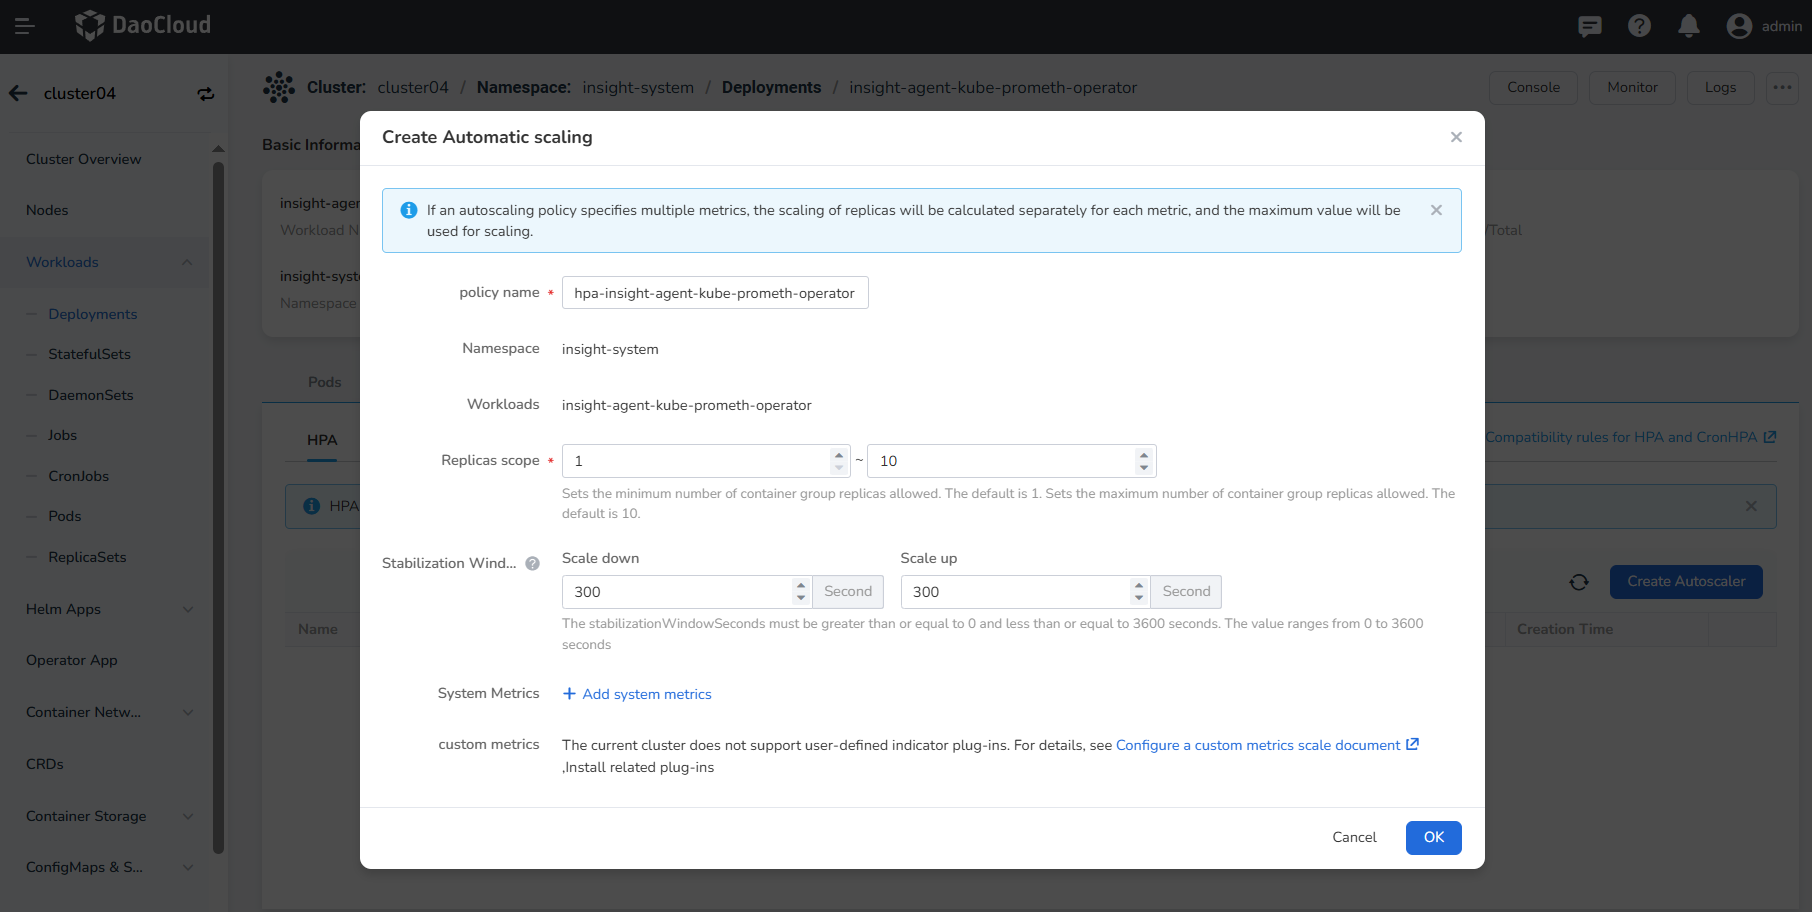 DaoCloud
admin
cluster04
Cluster: cluster04 / Namespace: insight-system / Deployments / insight-agent-kube-prometh-operator
Console
Monitor
Logs
Cluster Overview
Nodes
Workloads
Deployments
StatefulSets
DaemonSets
Jobs
CronJobs
Pods
ReplicaSets
Helm Apps
Operator App
Container Netw...
CRDs
Container Storage
ConfigMaps & S...
Basic Informa
insight-ager
Workload N
insight-syste
Namespace
/Total
Pods
HPA
Compatibility rules for HPA and CronHPA
HPA
Create Autoscaler
Name
Creation Time
Create Automatic scaling
If an autoscaling policy specifies multiple metrics, the scaling of replicas will be calculated separately for each metric, and the maximum value will be
used for scaling.
policy name * hpa-insight-agent-kube-prometh-operator
Namespace insight-system
Workloads insight-agent-kube-prometh-operator
Replicas scope * 1 ~ 10
Sets the minimum number of container group replicas allowed. The default is 1. Sets the maximum number of container group replicas allowed. The
default is 10.
Stabilization Wind...
Scale down
Scale up
300 Second
300 Second
The stabilizationWindowSeconds must be greater than or equal to 0 and less than or equal to 3600 seconds. The value ranges from 0 to 3600
seconds
System Metrics + Add system metrics
custom metrics The current cluster does not support user-defined indicator plug-ins. For details, see Configure a custom metrics scale document
,Install related plug-ins
Cancel
OK